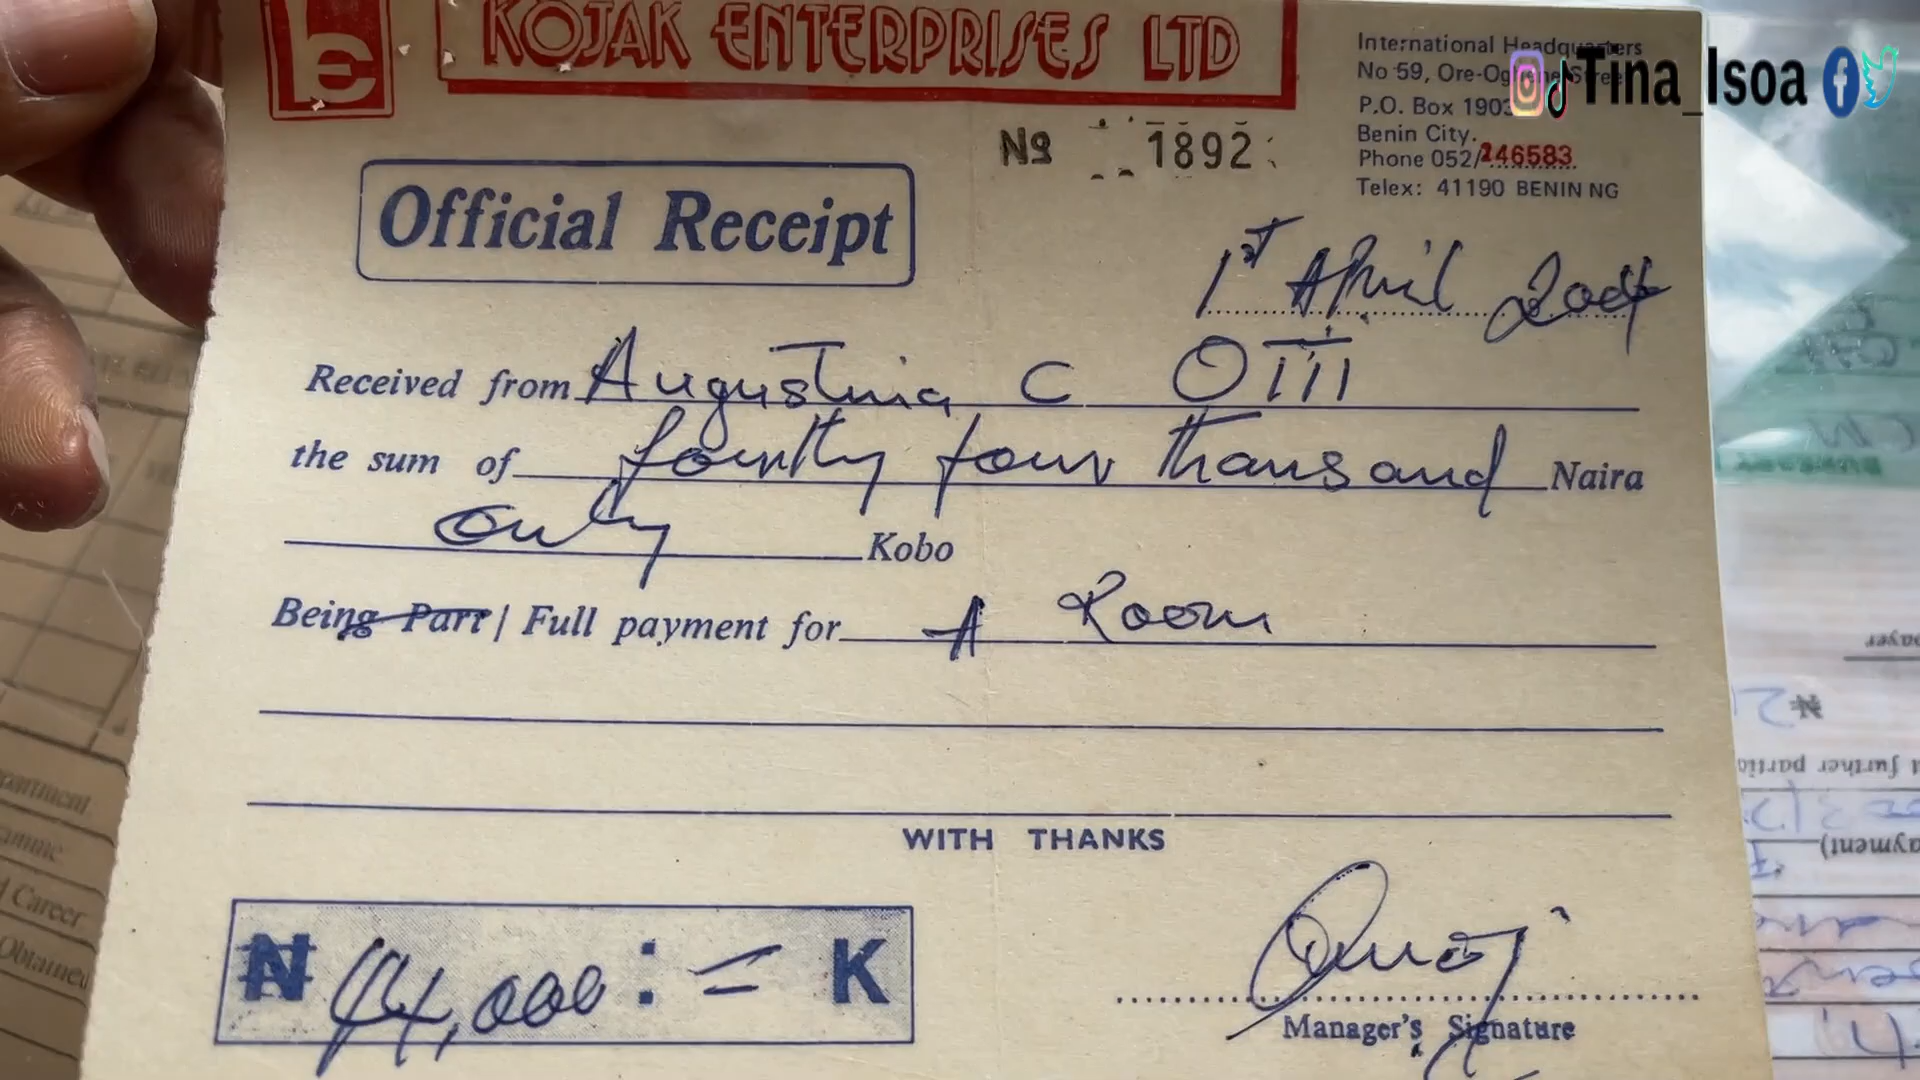 KOJAK ENTERPRISES LTD
International Headquarters
No 59, Ore-Oghene Street
P.O. Box 1903
Benin City.
Phone 052/246583
Telex: 41190 BENIN NG
Tina_Isoa
№ 1892
Official Receipt
1st April 2004
Received from Augustina C OTTI
the sum of fourthy four thousand Naira
only Kobo
Being Part / Full payment for A Room
WITH THANKS
₦ 44,000 : = K
Manager's Signature